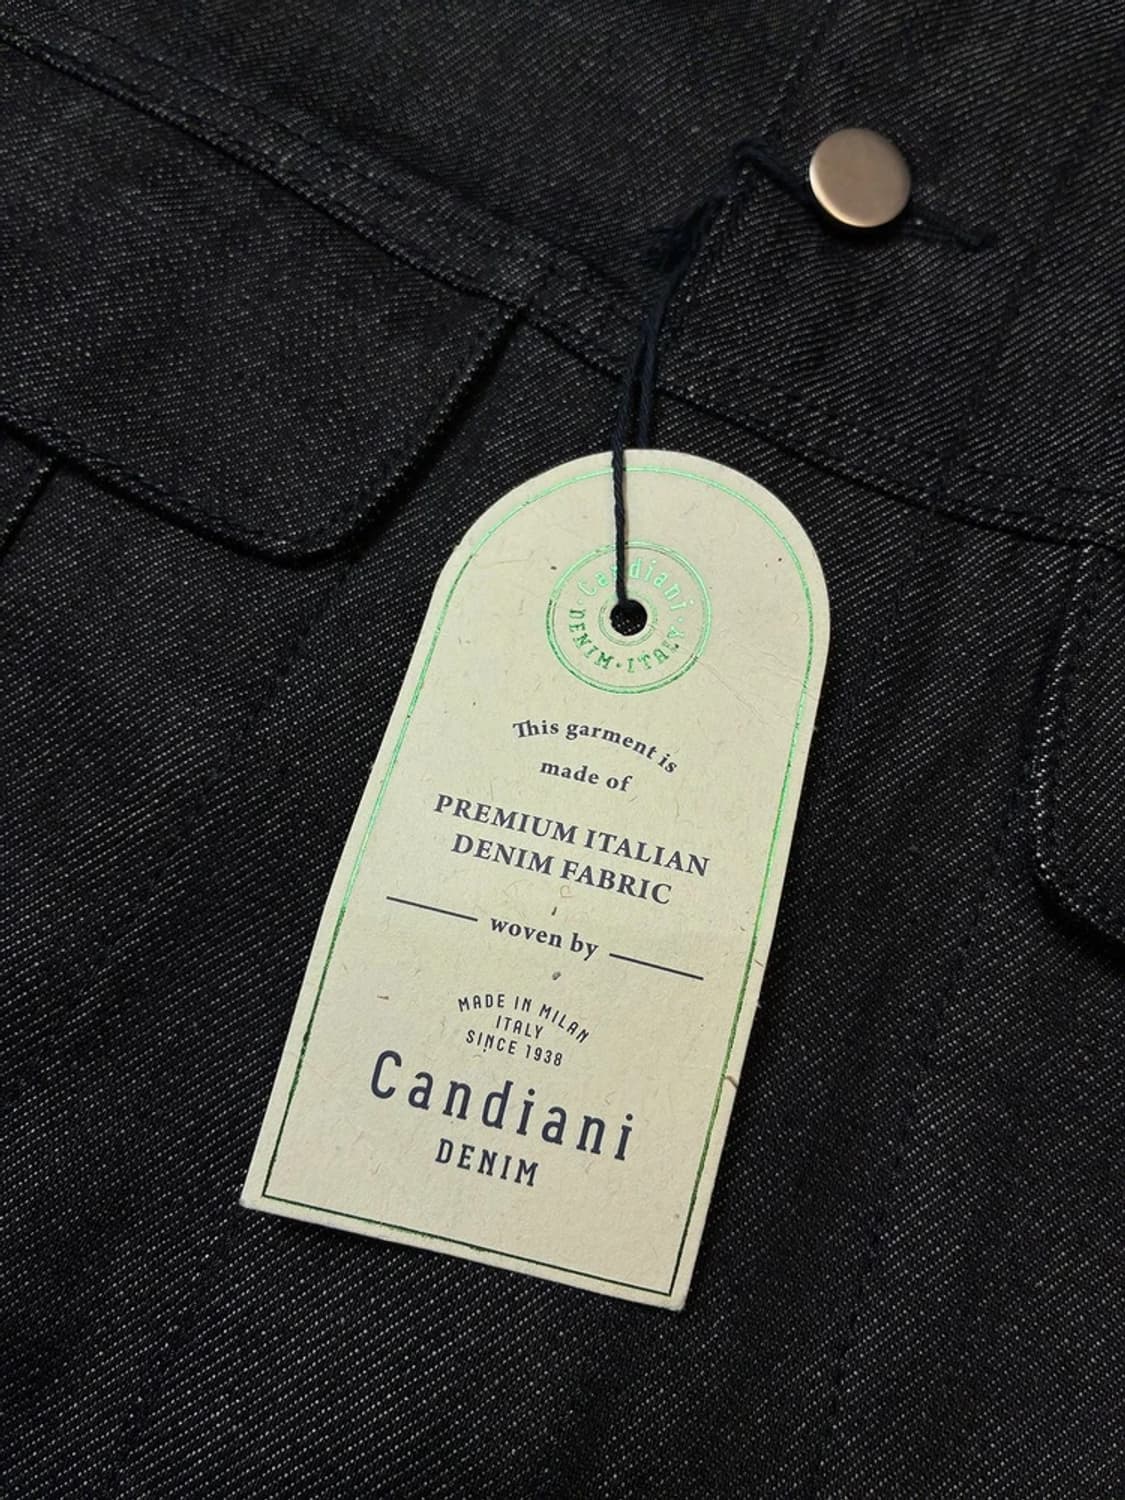 Candiani
DENIM · ITALY
This garment is
made of
PREMIUM ITALIAN
DENIM FABRIC
woven by
MADE IN MILAN
ITALY
SINCE 1938
Candiani
DENIM